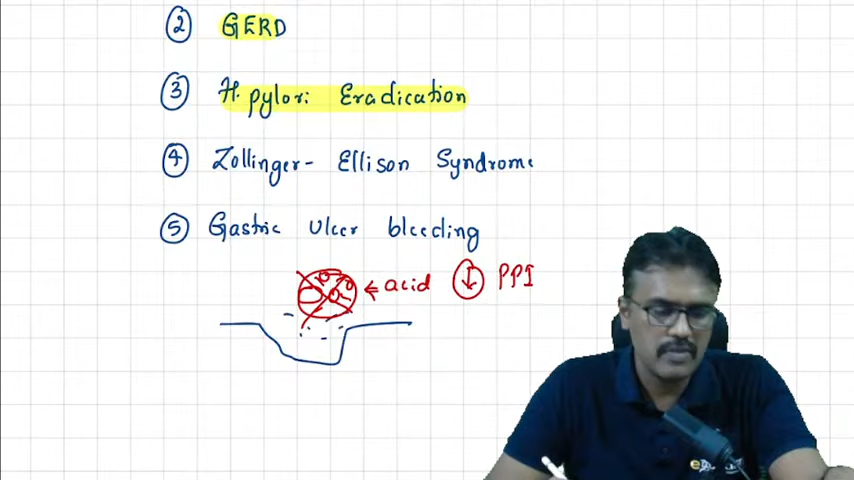 ② GERD
③ H. pylori Eradication
④ Zollinger- Ellison Syndrome
⑤ Gastric Ulcer bleeding
← acid ↓ PPI